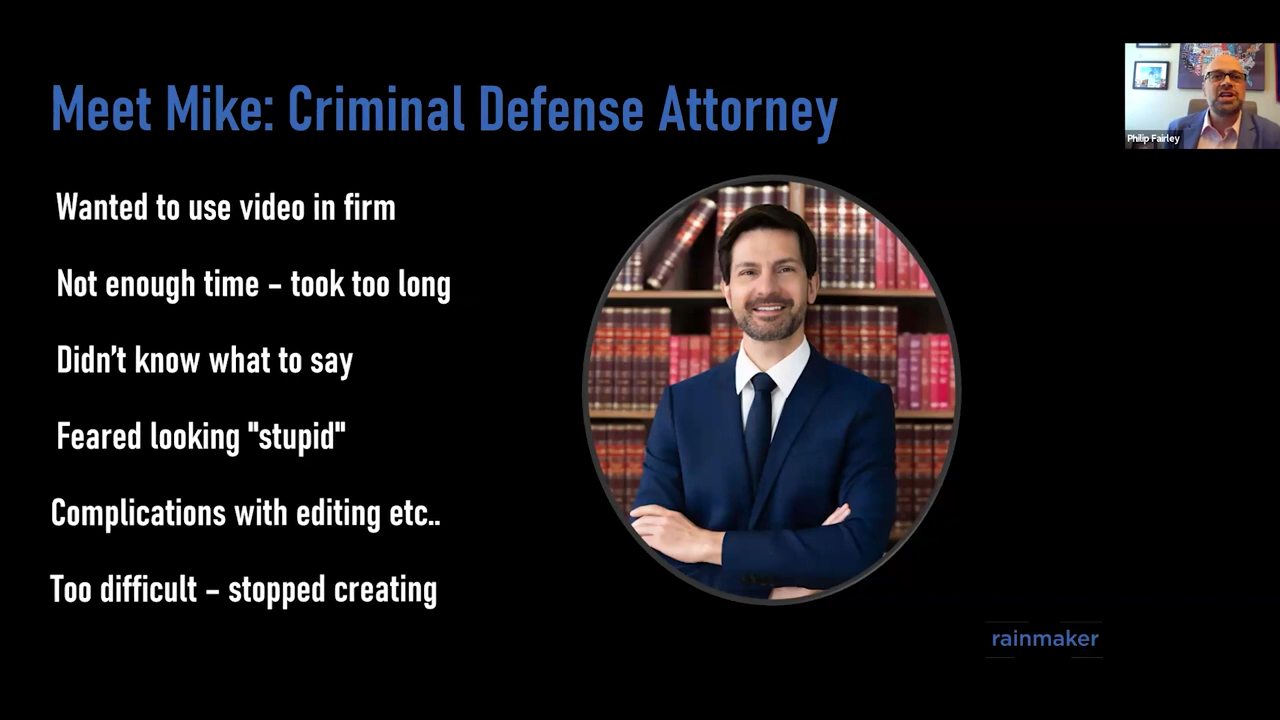 Meet Mike: Criminal Defense Attorney
Philip Fairley
Wanted to use video in firm
Not enough time – took too long
Didn't know what to say
Feared looking "stupid"
Complications with editing etc..
Too difficult – stopped creating
rainmaker